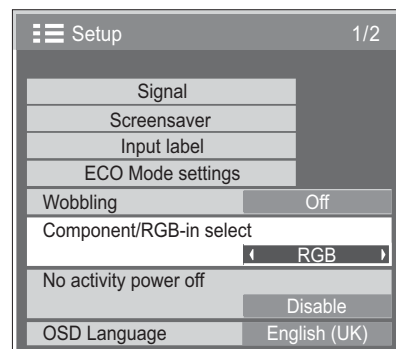 Setup 1/2
Signal
Screensaver
Input label
ECO Mode settings
Wobbling Off
Component/RGB-in select
RGB
No activity power off
Disable
OSD Language English (UK)